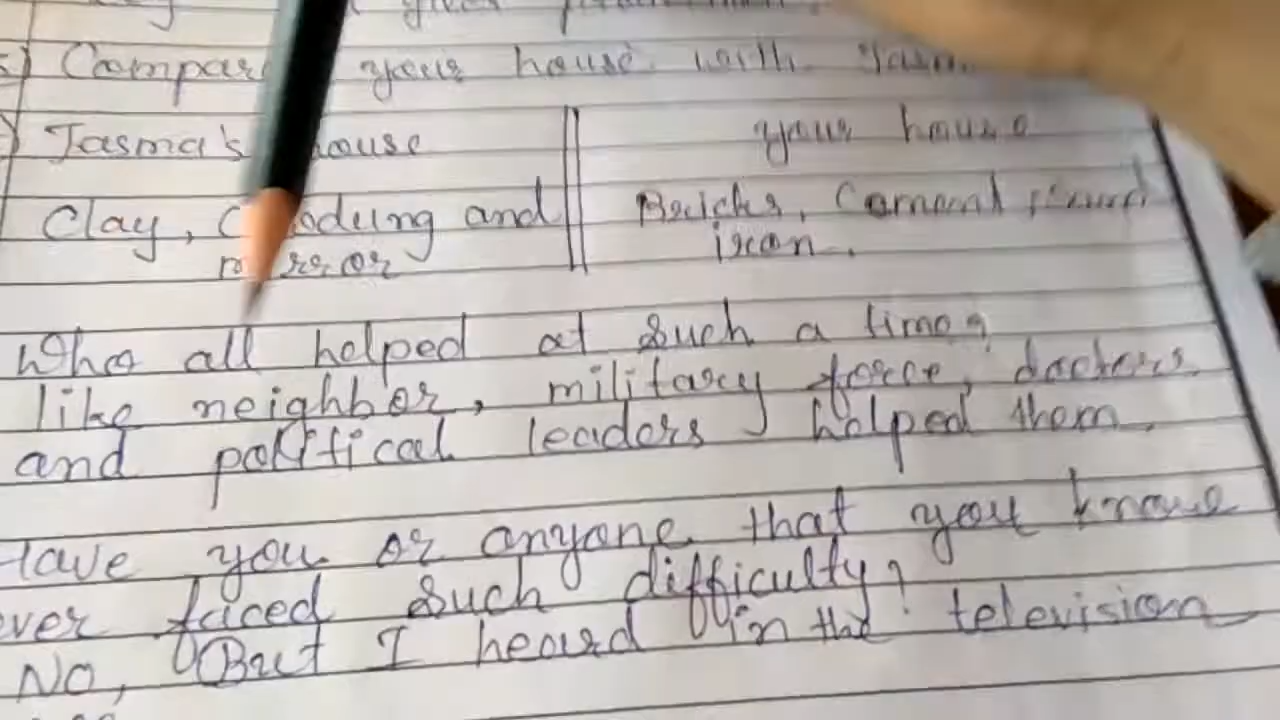 Compar your house with Jasm
Jasma's house your house
Clay, C odung and Bricks, Cement
mirror iron.
Who all helped at such a time?
like neighbor, military force, doctors
and political leaders helped them.
Have you or anyone that you know
ever faced such difficulty?
No, But I heard in the television